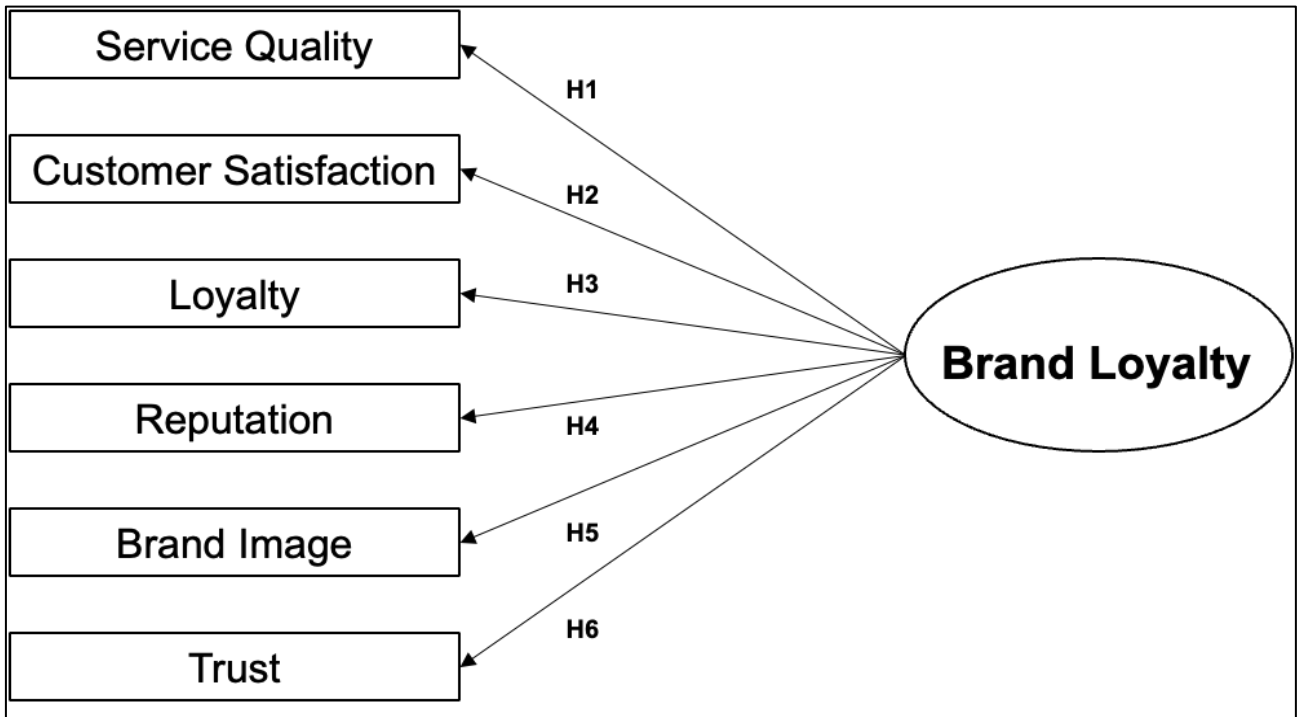 Service Quality
H1
Customer Satisfaction
H2
Loyalty
H3
Brand Loyalty
Reputation
H4
Brand Image
H5
Trust
H6